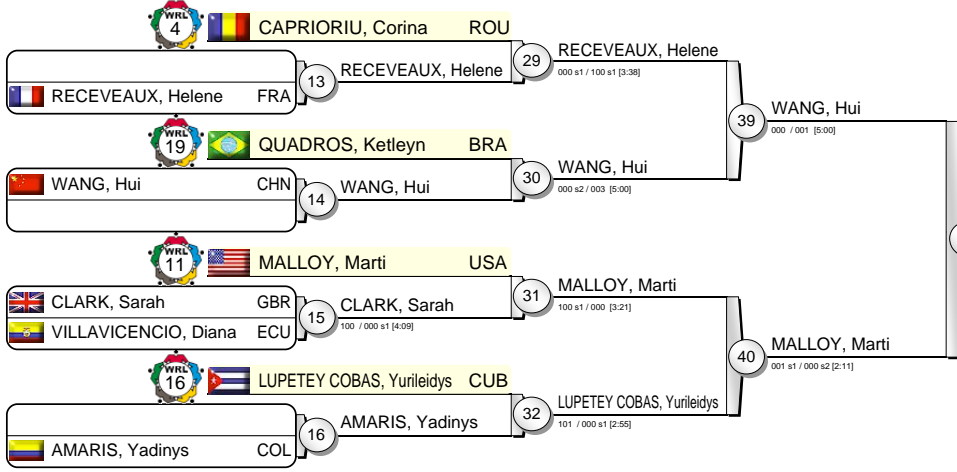 WRL
4
CAPRIORIU, Corina ROU
RECEVEAUX, Helene FRA
13
RECEVEAUX, Helene
29
RECEVEAUX, Helene
000 s1 / 100 s1 [3:38]
WRL
19
QUADROS, Ketleyn BRA
WANG, Hui CHN
14
WANG, Hui
30
WANG, Hui
000 s2 / 003 [5:00]
39
WANG, Hui
000 / 001 [5:00]
WRL
11
MALLOY, Marti USA
CLARK, Sarah GBR
VILLAVICENCIO, Diana ECU
15
CLARK, Sarah
100 / 000 s1 [4:09]
31
MALLOY, Marti
100 s1 / 000 [3:21]
WRL
16
LUPETEY COBAS, Yurileidys CUB
AMARIS, Yadinys COL
16
AMARIS, Yadinys
32
LUPETEY COBAS, Yurileidys
101 / 000 s1 [2:55]
40
MALLOY, Marti
001 s1 / 000 s2 [2:11]